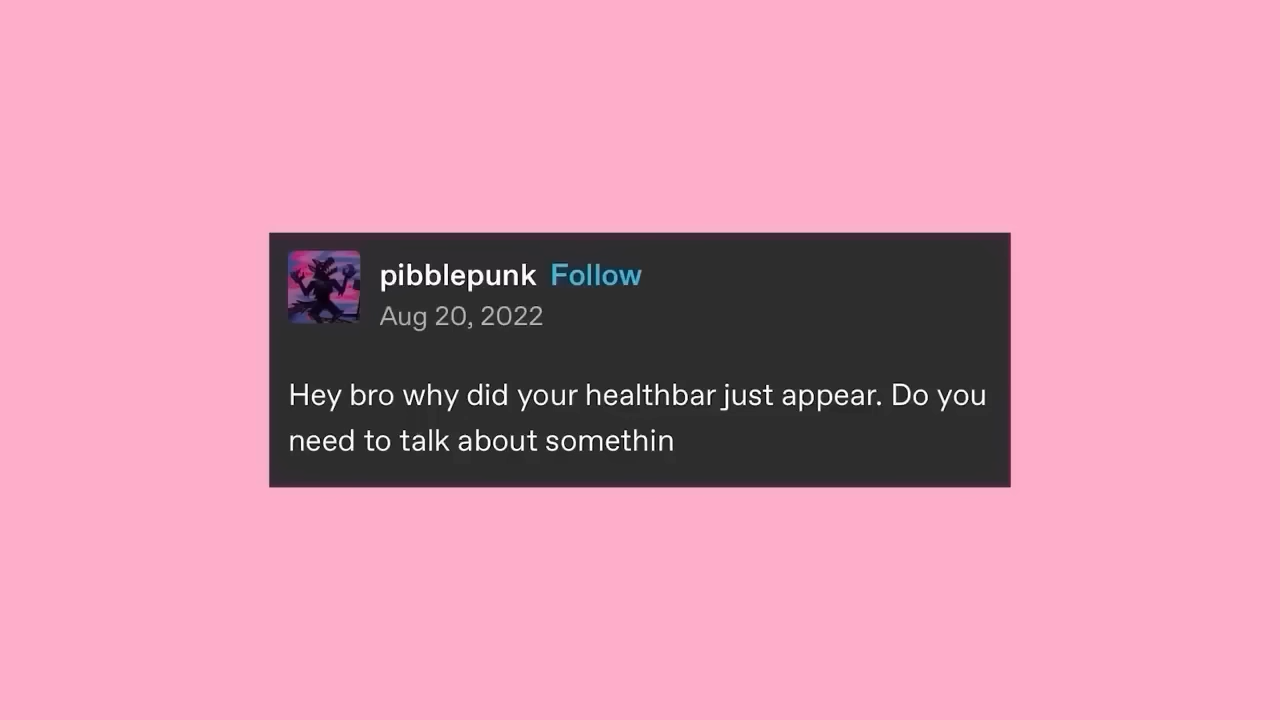 pibblepunk Follow
Aug 20, 2022
Hey bro why did your healthbar just appear. Do you
need to talk about somethin